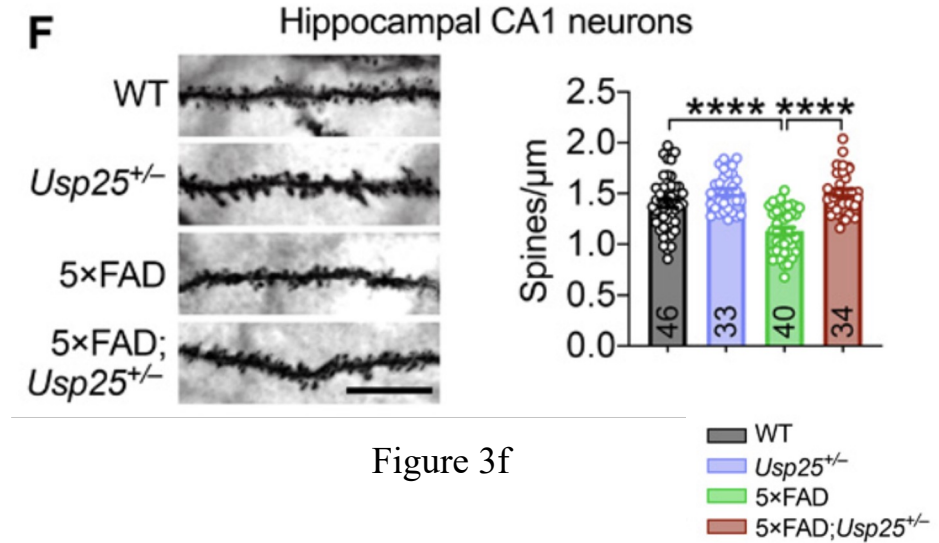 F
Hippocampal CA1 neurons
WT
Usp25+/–
5×FAD
5×FAD;
Usp25+/–
Spines/μm
2.5
2.0
1.5
1.0
0.5
0.0
**** ****
46
33
40
34
Figure 3f
WT
Usp25+/–
5×FAD
5×FAD;Usp25+/–